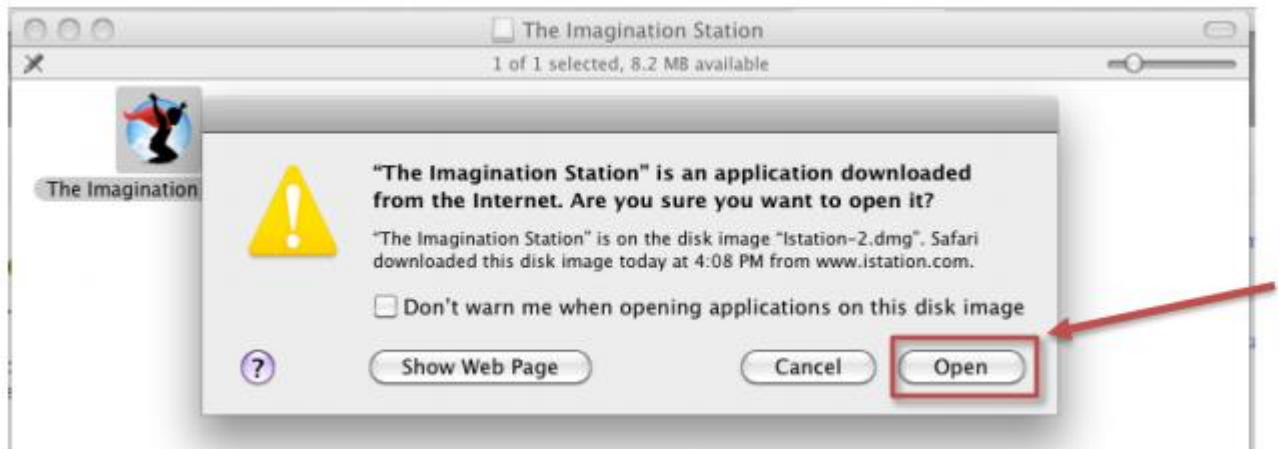 The Imagination Station
1 of 1 selected, 8.2 MB available
The Imagination
“The Imagination Station” is an application downloaded
from the Internet. Are you sure you want to open it?
“The Imagination Station” is on the disk image “Istation-2.dmg”. Safari
downloaded this disk image today at 4:08 PM from www.istation.com.
Don't warn me when opening applications on this disk image
?
Show Web Page
Cancel
Open